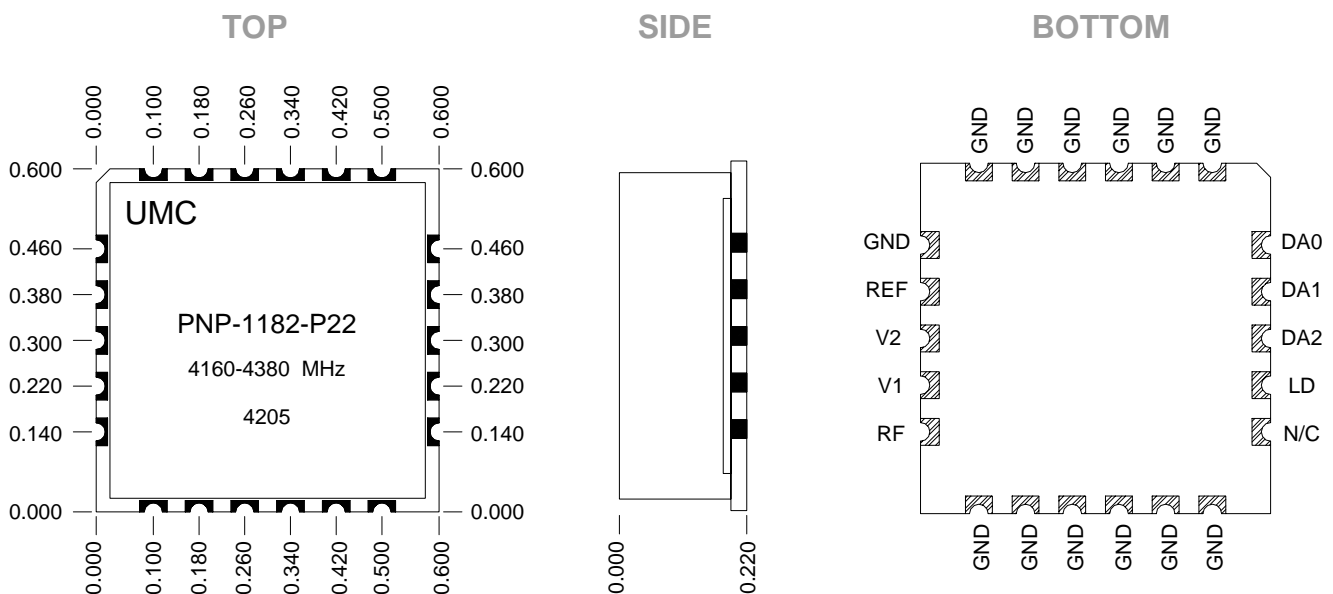 TOP
SIDE
BOTTOM
0.000
0.100
0.180
0.260
0.340
0.420
0.500
0.600
0.600
0.460
0.380
0.300
0.220
0.140
0.000
UMC
PNP-1182-P22
4160-4380 MHz
4205
0.600
0.460
0.380
0.300
0.220
0.140
0.000
0.000
0.100
0.180
0.260
0.340
0.420
0.500
0.600
0.000
0.220
GND GND GND GND GND GND
GND
REF
V2
V1
RF
DA0
DA1
DA2
LD
N/C
GND GND GND GND GND GND